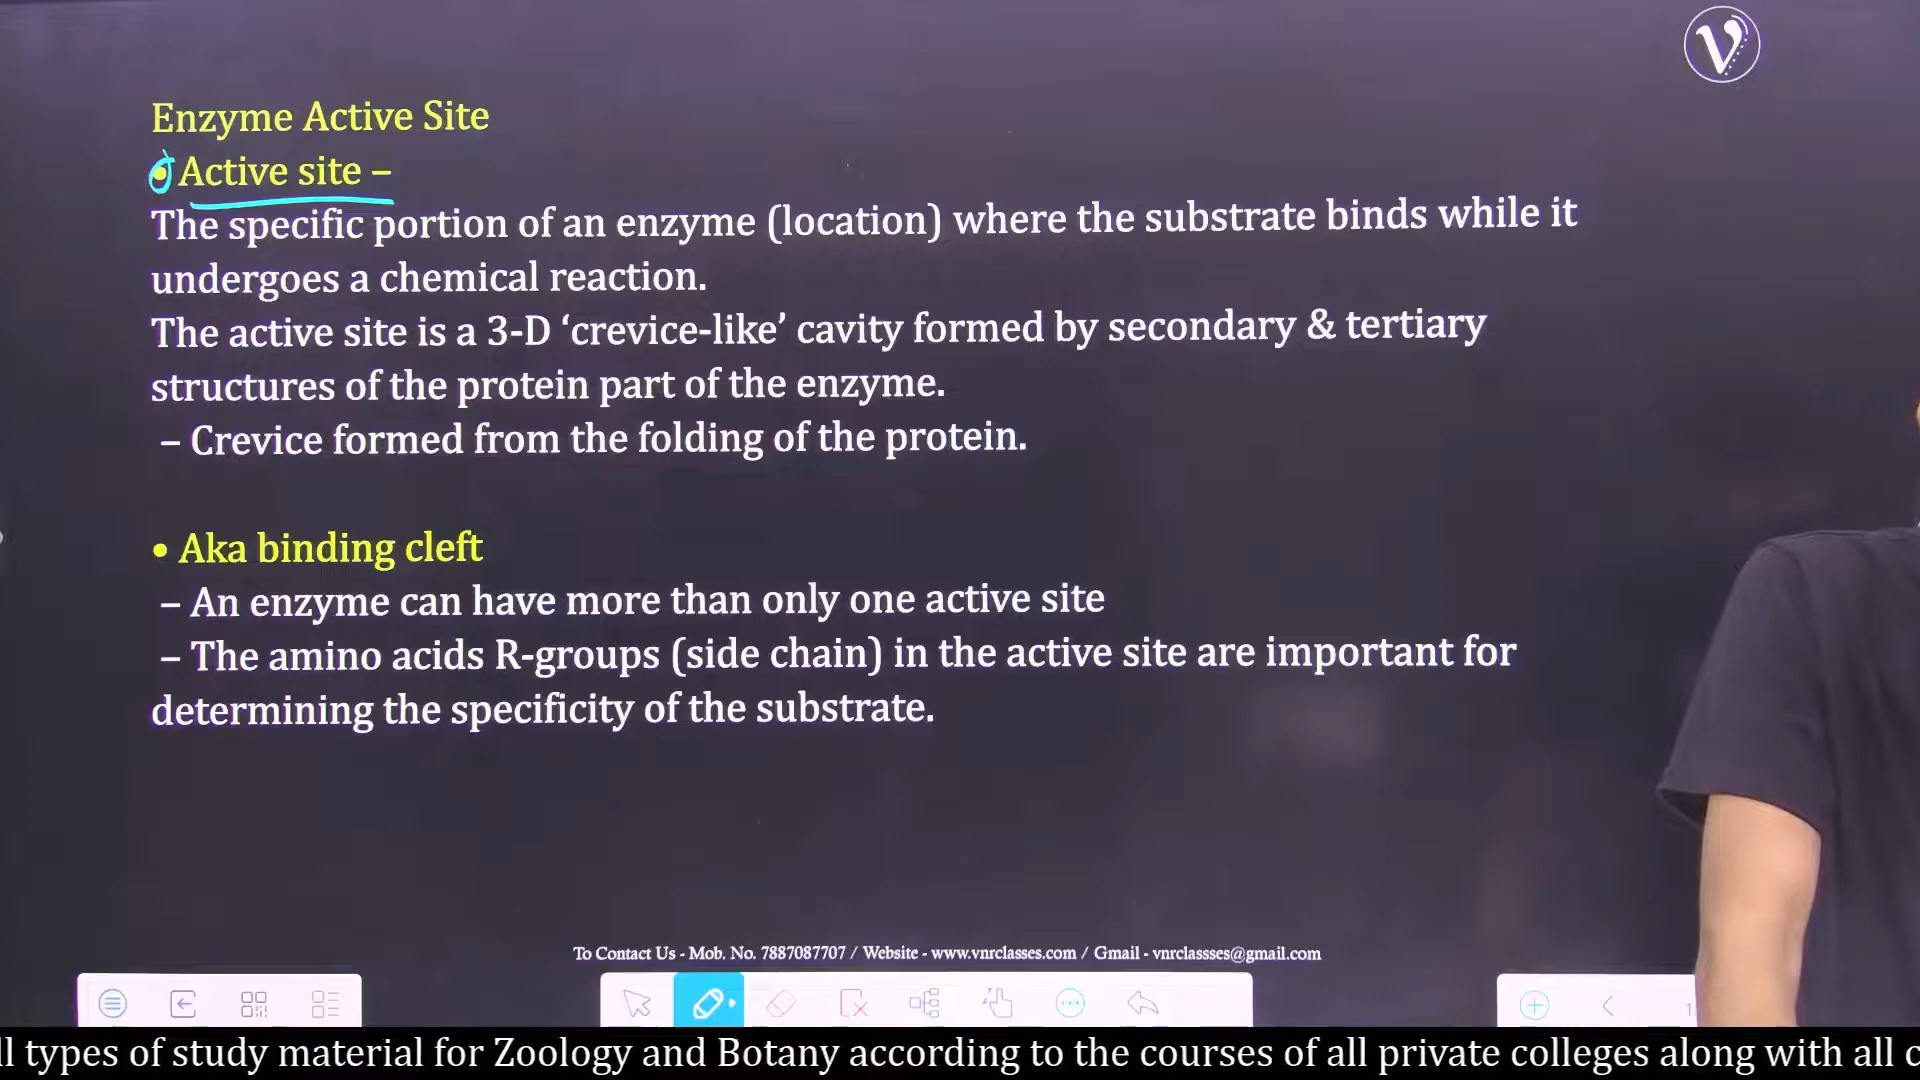 V
Enzyme Active Site
• Active site –
The specific portion of an enzyme (location) where the substrate binds while it
undergoes a chemical reaction.
The active site is a 3-D ‘crevice-like’ cavity formed by secondary & tertiary
structures of the protein part of the enzyme.
– Crevice formed from the folding of the protein.
• Aka binding cleft
– An enzyme can have more than only one active site
– The amino acids R-groups (side chain) in the active site are important for
determining the specificity of the substrate.
To Contact Us - Mob. No. 7887087707 / Website - www.vnrclasses.com / Gmail - vnrclassses@gmail.com
1
ll types of study material for Zoology and Botany according to the courses of all private colleges along with all c